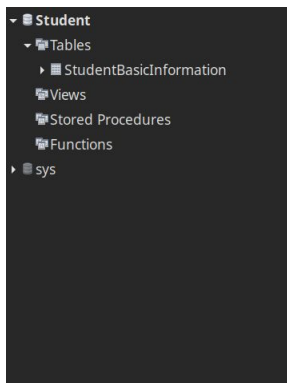 Student
Tables
StudentBasicInformation
Views
Stored Procedures
Functions
sys